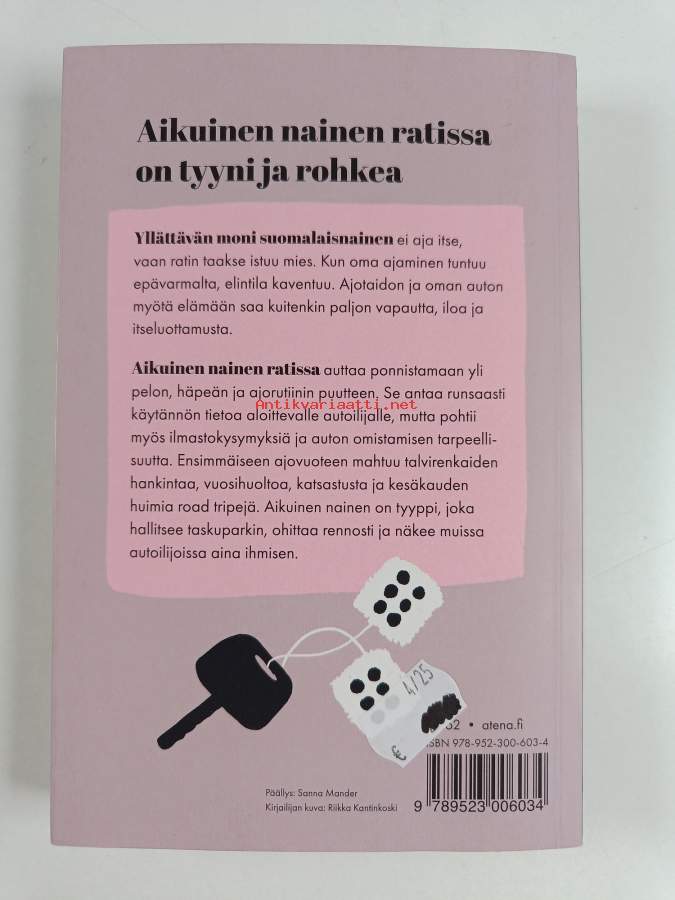 Aikuinen nainen ratissa
on tyyni ja rohkea
Yllättävän moni suomalaisnainen ei aja itse,
vaan ratin taakse istuu mies. Kun oma ajaminen tuntuu
epävarmalta, elintila kaventuu. Ajotaidon ja oman auton
myötä elämään saa kuitenkin paljon vapautta, iloa ja
itseluottamusta.
Aikuinen nainen ratissa auttaa ponnistamaan yli
pelon, häpeän ja ajorutiinin puutteen. Se antaa runsaasti
Antikvariaatti.net
käytännön tietoa aloittevalle autoilijalle, mutta pohtii
myös ilmastokysymyksiä ja auton omistamisen tarpeelli-
suutta. Ensimmäiseen ajovuoteen mahtuu talvirenkaiden
hankintaa, vuosihuoltoa, katsastusta ja kesäkauden
huimia road tripejä. Aikuinen nainen on tyyppi, joka
hallitsee taskuparkin, ohittaa rennosti ja näkee muissa
autoilijoissa aina ihmisen.
4/25
€
52 • atena.fi
ISBN 978-952-300-603-4
Päällys: Sanna Mander
Kirjailijan kuva: Riikka Kantinkoski
9 789523 006034